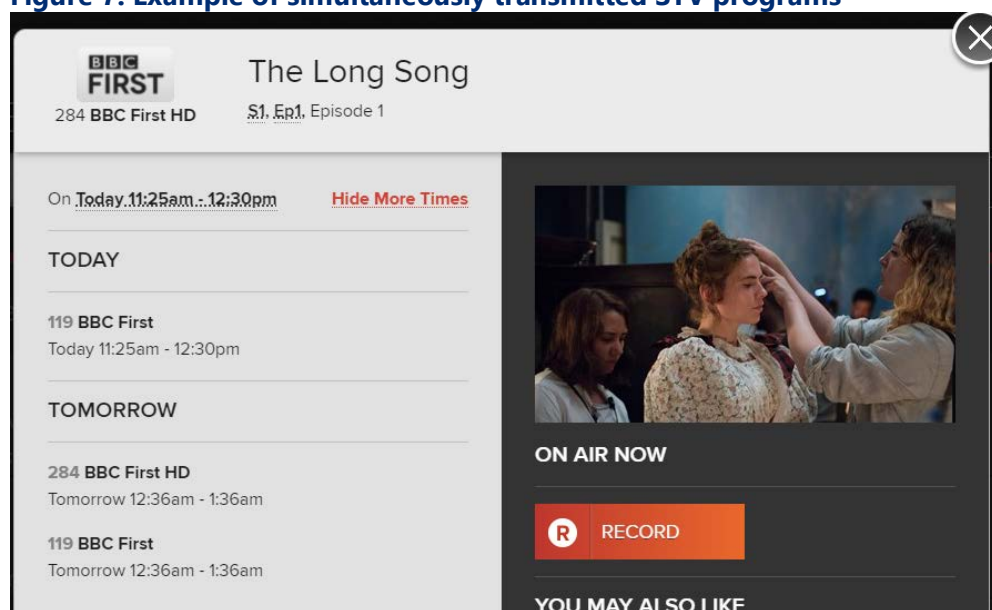 Figure 7: Example of simultaneously transmitted STV programs
BBC
FIRST
284 BBC First HD
The Long Song
S1, Ep1, Episode 1
On Today 11:25am - 12:30pm
Hide More Times
TODAY
119 BBC First
Today 11:25am - 12:30pm
TOMORROW
284 BBC First HD
Tomorrow 12:36am - 1:36am
119 BBC First
Tomorrow 12:36am - 1:36am
ON AIR NOW
R RECORD
YOU MAY ALSO LIKE